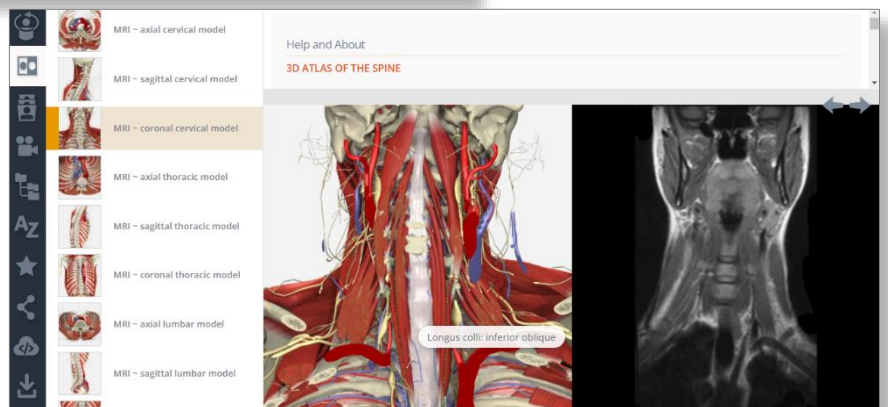 MRI ~ axial cervical model
MRI ~ sagittal cervical model
MRI ~ coronal cervical model
MRI ~ axial thoracic model
MRI ~ sagittal thoracic model
MRI ~ coronal thoracic model
MRI ~ axial lumbar model
MRI ~ sagittal lumbar model
AZ
Help and About
3D ATLAS OF THE SPINE
Longus colli: inferior oblique